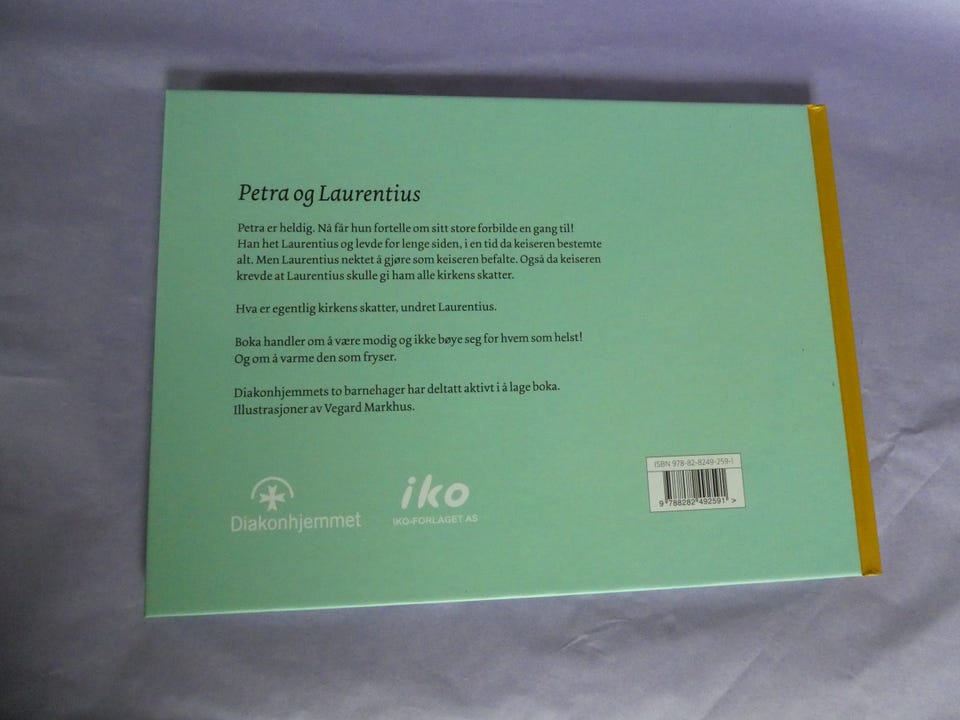 Petra og Laurentius
Petra er heldig. Nå får hun fortelle om sitt store forbilde en gang til!
Han het Laurentius og levde for lenge siden, i en tid da keiseren bestemte
alt. Men Laurentius nektet å gjøre som keiseren befalte. Også da keiseren
krevde at Laurentius skulle gi ham alle kirkens skatter.
Hva er egentlig kirkens skatter, undret Laurentius.
Boka handler om å være modig og ikke bøye seg for hvem som helst!
Og om å varme den som fryser.
Diakonhjemmets to barnehager har deltatt aktivt i å lage boka.
Illustrasjoner av Vegard Markhus.
Diakonhjemmet
iko
IKO-FORLAGET AS
ISBN 978-82-8249-259-1
9 788282 492591 >